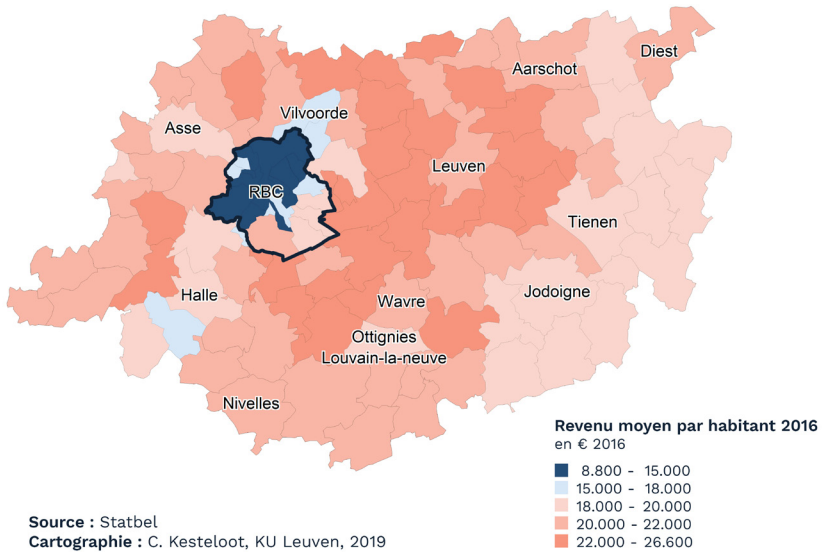 Diest
Aarschot
Vilvoorde
Asse
Leuven
RBC
Tienen
Halle
Jodoigne
Wavre
Ottignies
Louvain-la-neuve
Nivelles
Revenu moyen par habitant 2016
en € 2016
8.800 - 15.000
15.000 - 18.000
18.000 - 20.000
20.000 - 22.000
22.000 - 26.600
Source : Statbel
Cartographie : C. Kesteloot, KU Leuven, 2019